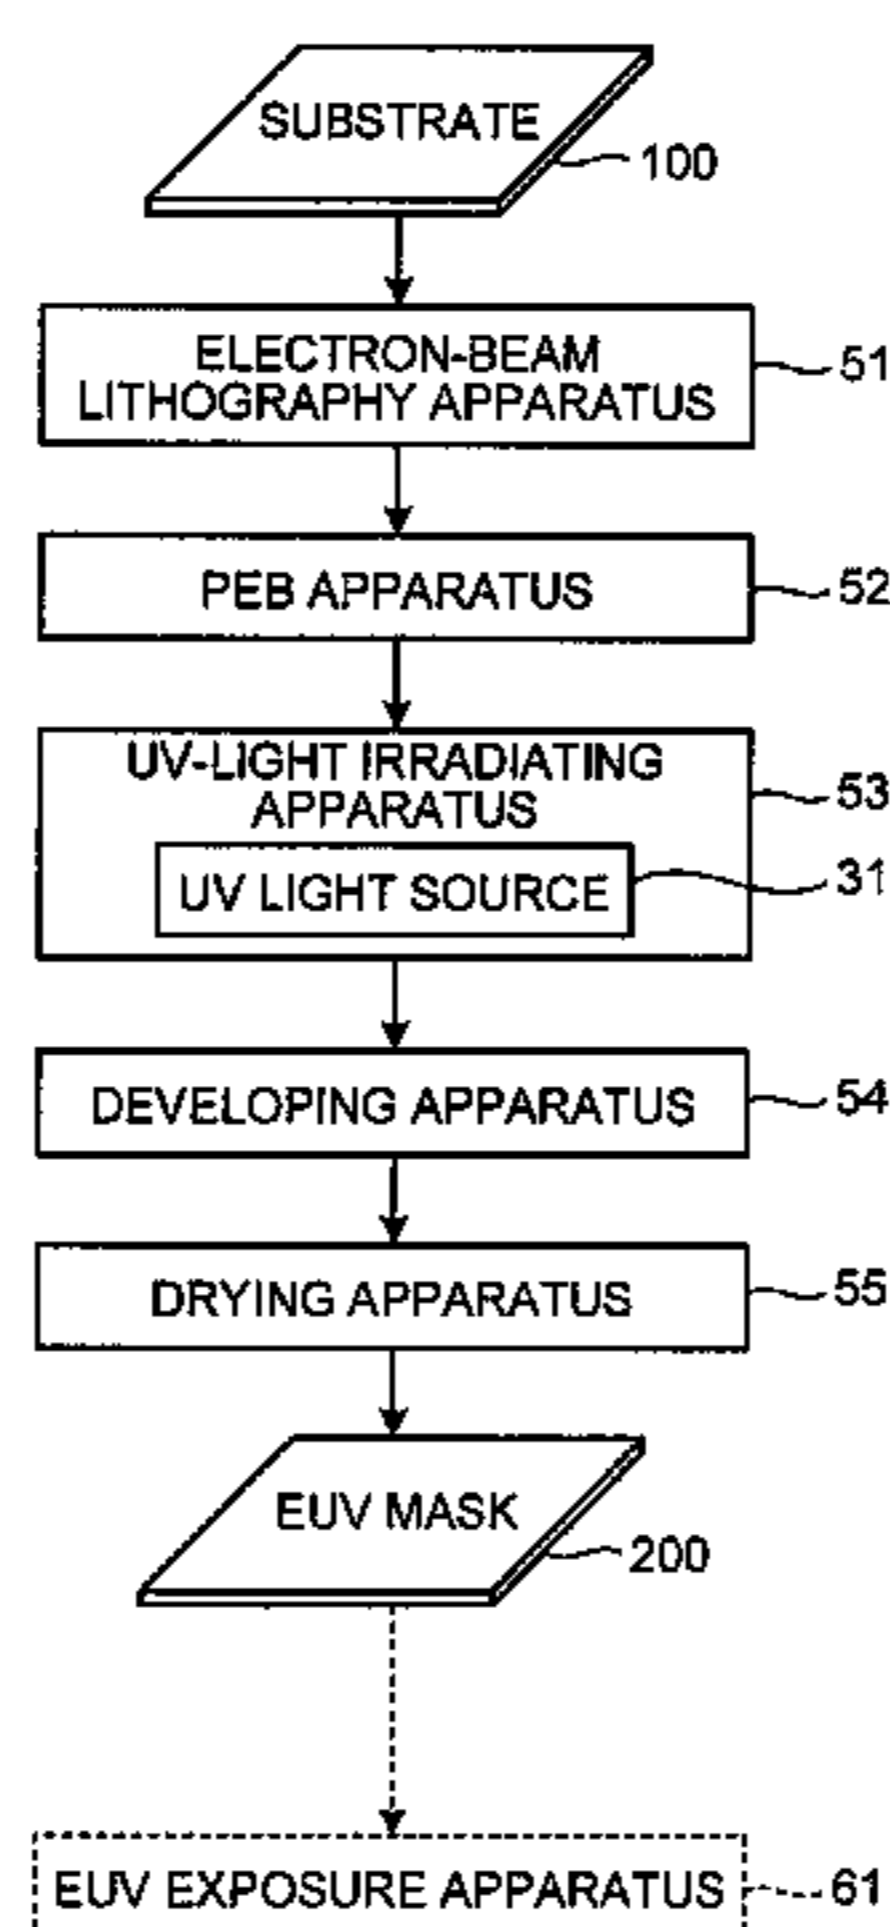 SUBSTRATE
100
ELECTRON-BEAM
LITHOGRAPHY APPARATUS
51
PEB APPARATUS
52
UV-LIGHT IRRADIATING
APPARATUS
53
UV LIGHT SOURCE
31
DEVELOPING APPARATUS
54
DRYING APPARATUS
55
EUV MASK
200
EUV EXPOSURE APPARATUS
61